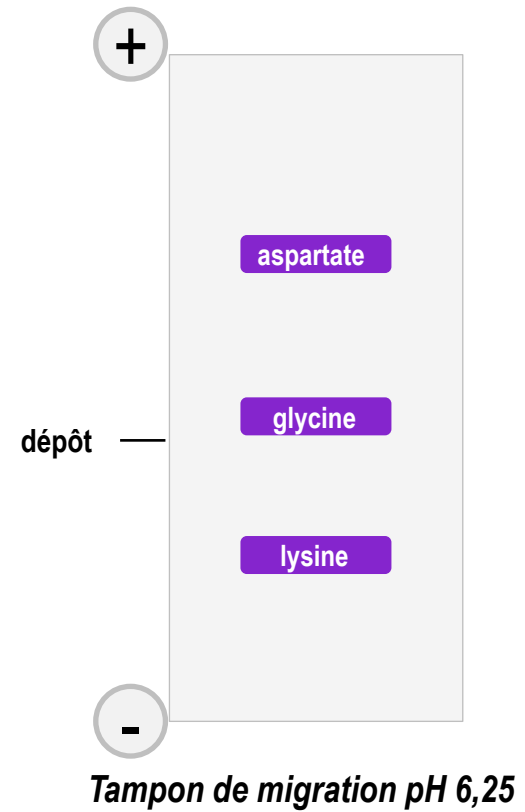 +
aspartate
glycine
dépôt
lysine
-
Tampon de migration pH 6,25